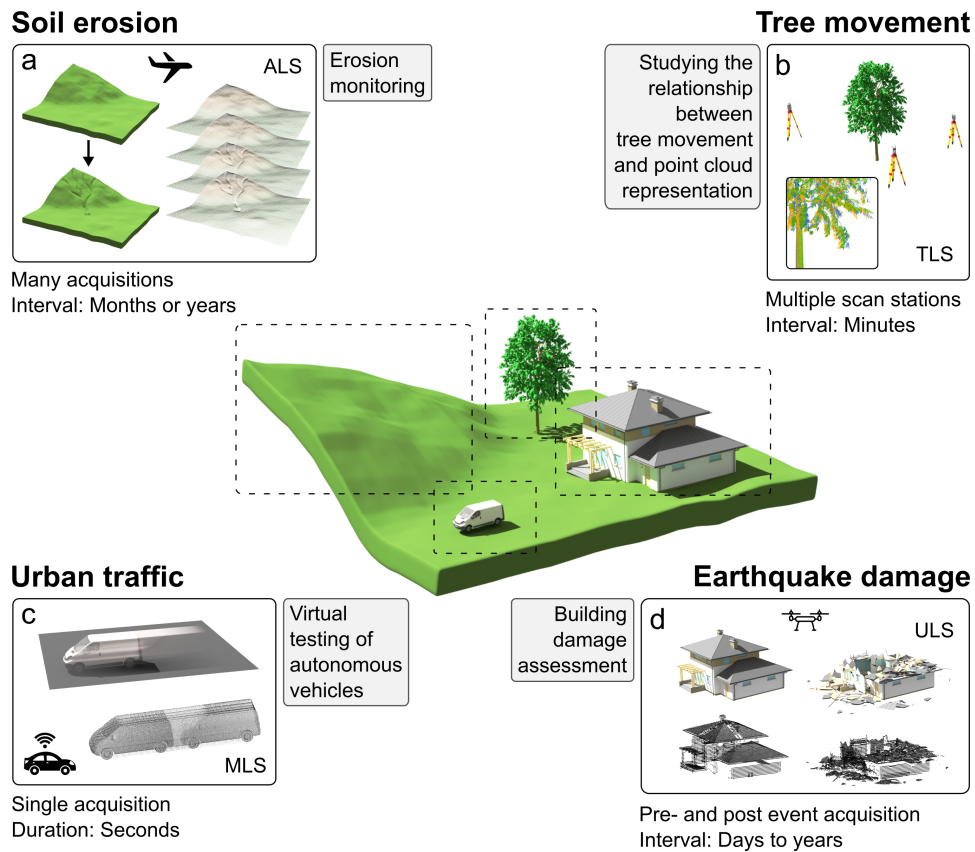 Soil erosion
a
ALS
Erosion
monitoring
Many acquisitions
Interval: Months or years
Tree movement
Studying the
relationship
between
tree movement
and point cloud
representation
b
TLS
Multiple scan stations
Interval: Minutes
Urban traffic
c
MLS
Virtual
testing of
autonomous
vehicles
Single acquisition
Duration: Seconds
Earthquake damage
Building
damage
assessment
d
ULS
Pre- and post event acquisition
Interval: Days to years